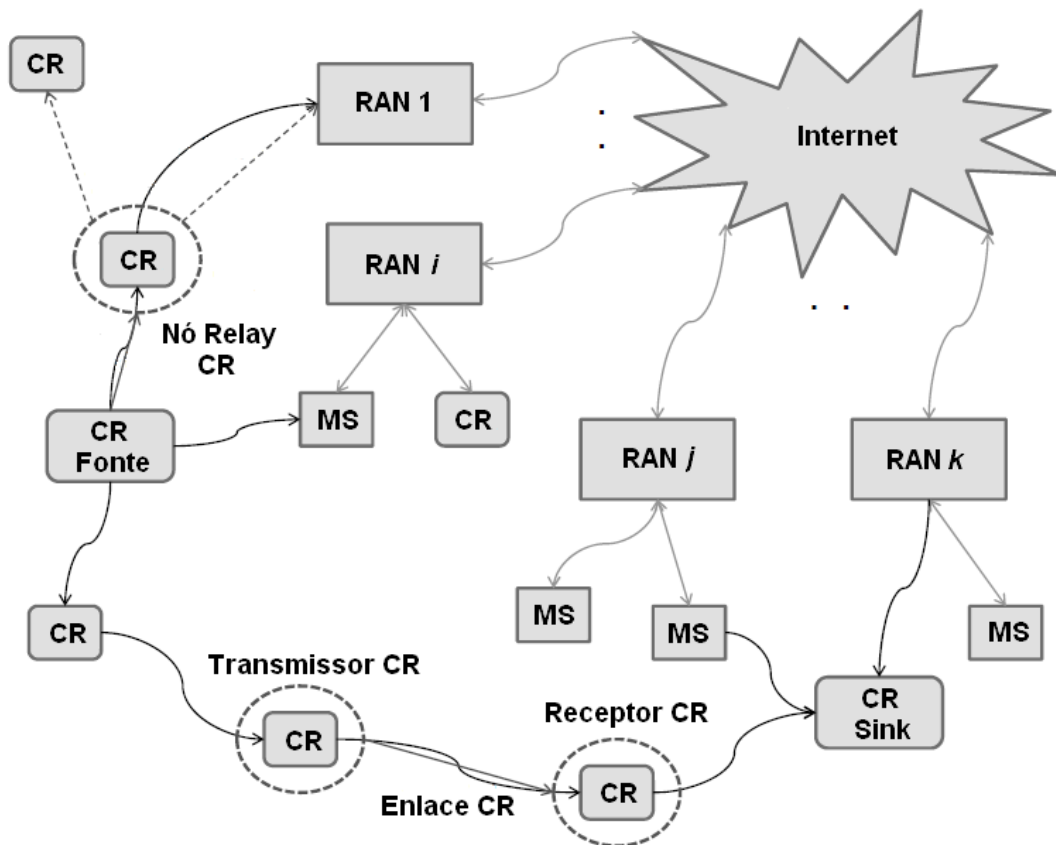 CR
RAN 1
Internet
CR
RAN i
Nó Relay
CR
MS
CR
CR
Fonte
RAN j
RAN k
MS
CR
MS
MS
Transmissor CR
CR
Sink
Receptor CR
CR
CR
Enlace CR